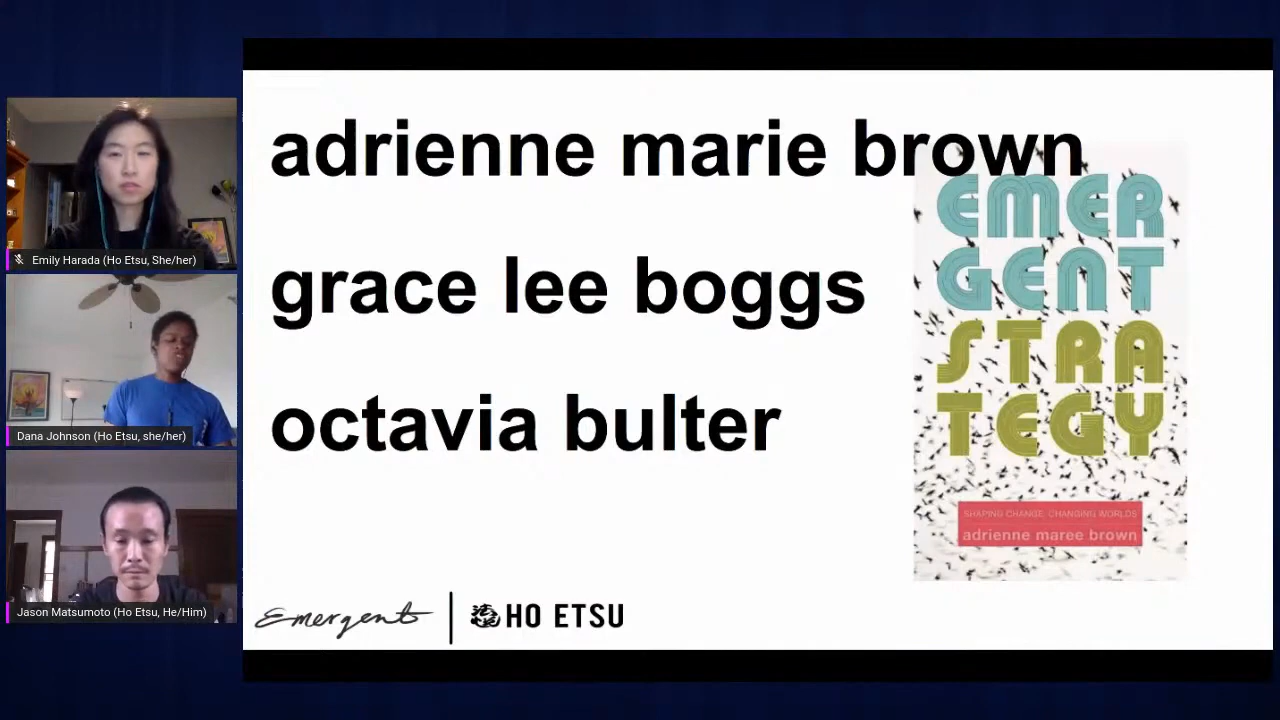 Emily Harada (Ho Etsu, She/her)
Dana Johnson (Ho Etsu, she/her)
Jason Matsumoto (Ho Etsu, He/Him)
adrienne marie brown
grace lee boggs
octavia bulter
EMER
GENT
STRA
TEGY
SHAPING CHANGE, CHANGING WORLDS
adrienne maree brown
Emergent
HO ETSU